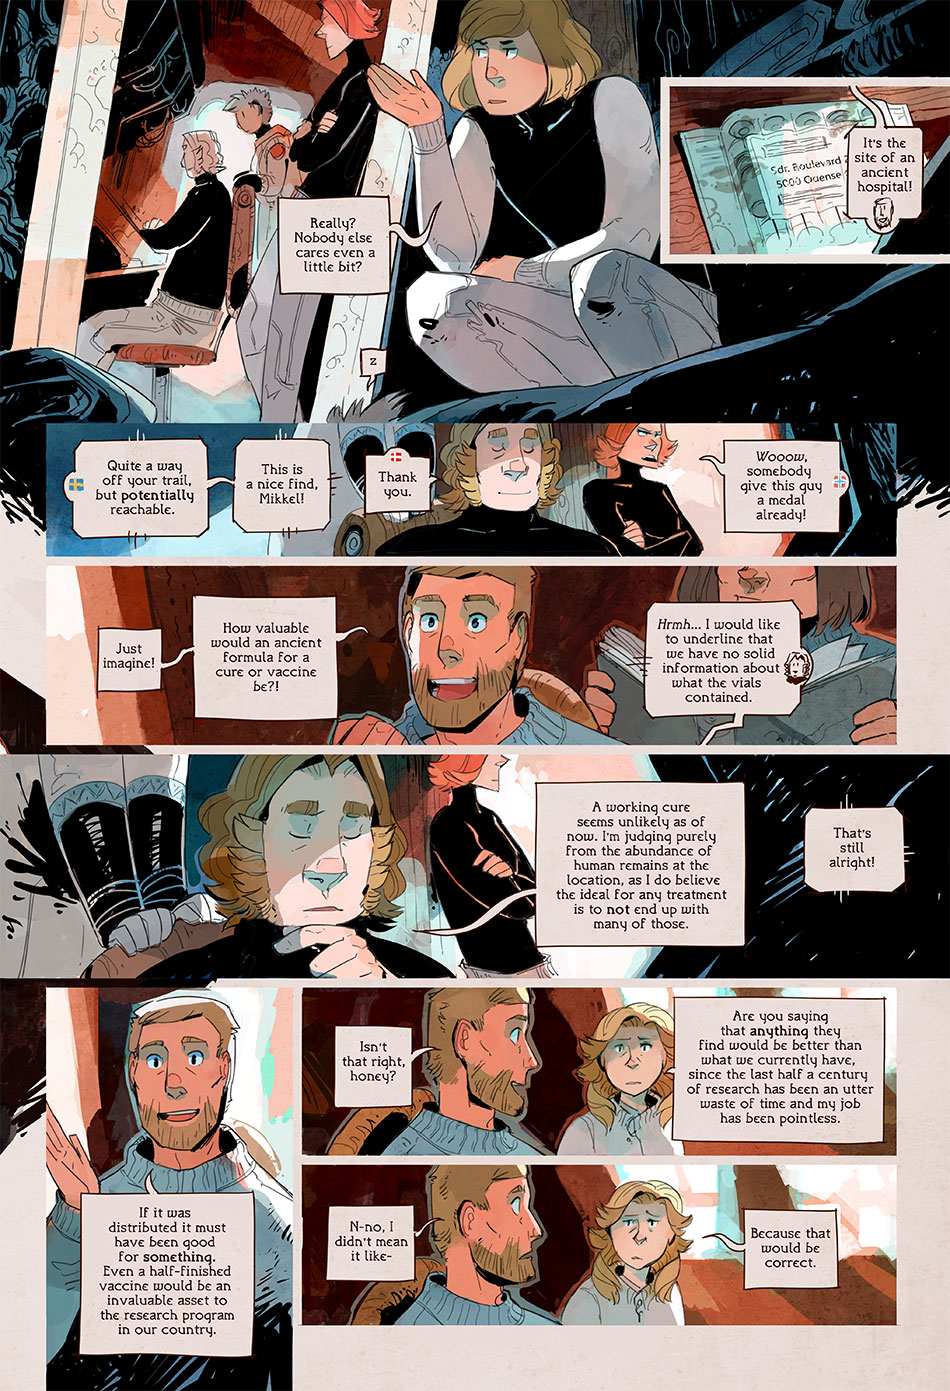 Really?
Nobody else
cares even a
little bit?
5000 Odense
It's the
site of an
ancient
hospital!
z
Quite a way
off your trail,
but potentially
reachable.
This is
a nice find,
Mikkel!
Thank
you.
Wooow,
somebody
give this guy
a medal
already!
Just
imagine!
How valuable
would an ancient
formula for a
cure or vaccine
be?!
Hrmh... I would like
to underline that
we have no solid
information about
what the vials
contained.
A working cure
seems unlikely as of
now. I'm judging purely
from the abundance of
human remains at the
location, as I do believe
the ideal for any treatment
is to not end up with
many of those.
That's
still
alright!
If it was
distributed it must
have been good
for something.
Even a half-finished
vaccine would be an
invaluable asset to
the research program
in our country.
Isn't
that right,
honey?
Are you saying
that anything they
find would be better than
what we currently have,
since the last half a century
of research has been an utter
waste of time and my job
has been pointless.
N-no, I
didn't mean
it like-
Because that
would be
correct.